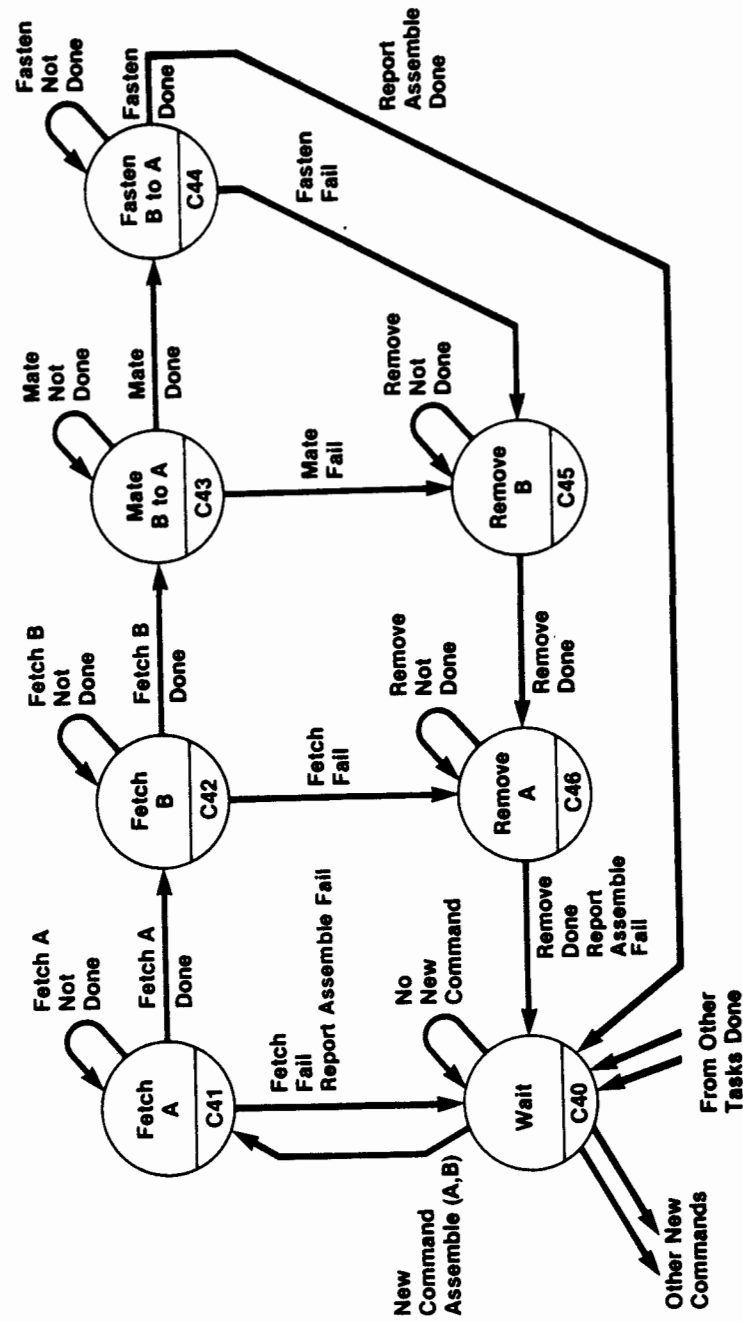 Fetch A
Not
Done
Fetch B
Not
Done
Mate
Not
Done
Fasten
Not
Done
Fetch
A
C41
Fetch A
Done
Fetch
B
C42
Fetch B
Done
Mate
B to A
C43
Mate
Done
Fasten
B to A
C44
Fasten
Done
New
Command
Assemble (A,B)
Fetch
Fail
Report Assemble Fail
Fetch
Fail
Mate
Fail
Fasten
Fail
Report
Assemble
Done
No
New
Command
Remove
Not
Done
Remove
Not
Done
Wait
C40
Remove
Done
Report
Assemble
Fail
Remove
A
C46
Remove
Done
Remove
B
C45
Other New
Commands
From Other
Tasks Done